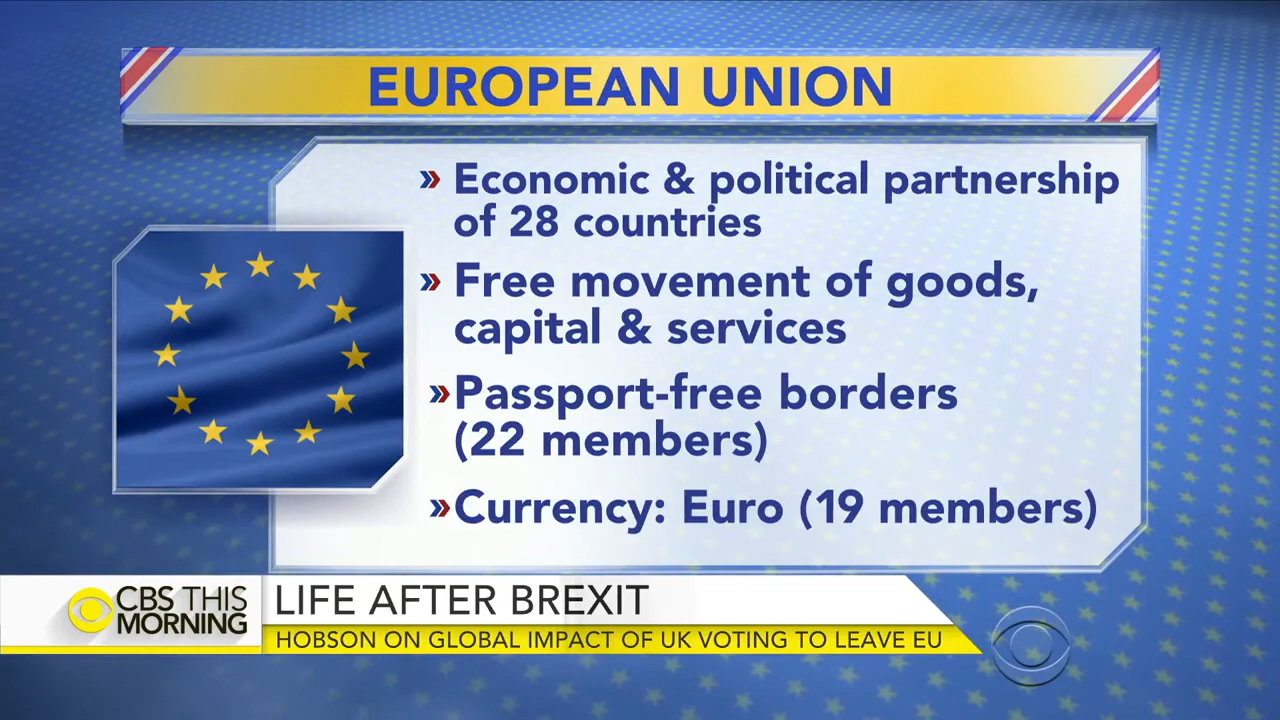 EUROPEAN UNION
» Economic & political partnership
of 28 countries
» Free movement of goods,
capital & services
» Passport-free borders
(22 members)
» Currency: Euro (19 members)
CBS THIS
MORNING
LIFE AFTER BREXIT
HOBSON ON GLOBAL IMPACT OF UK VOTING TO LEAVE EU